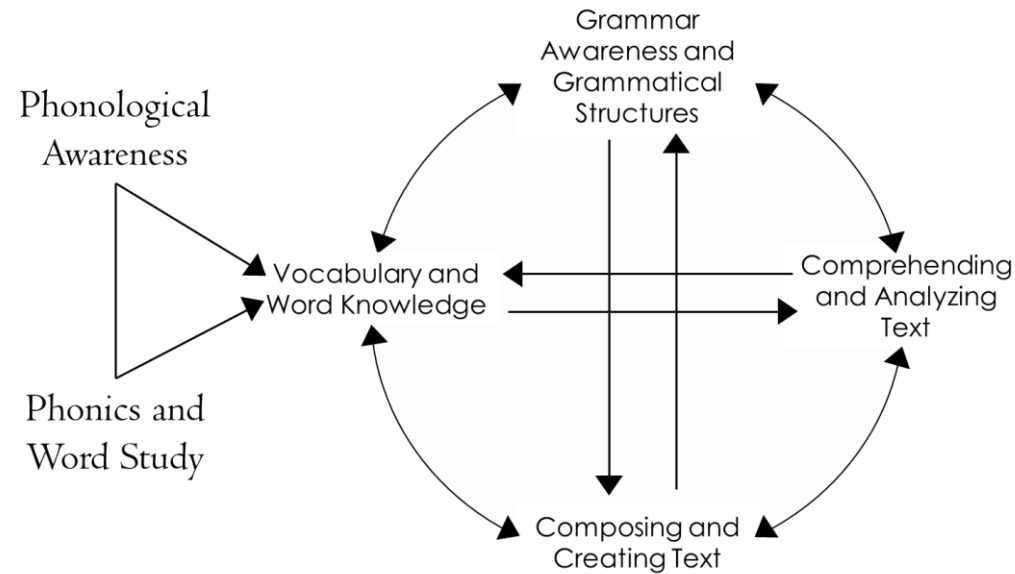 Grammar
Awareness and
Grammatical
Structures
Phonological
Awareness
Vocabulary and
Word Knowledge
Comprehending
and Analyzing
Text
Phonics and
Word Study
Composing and
Creating Text